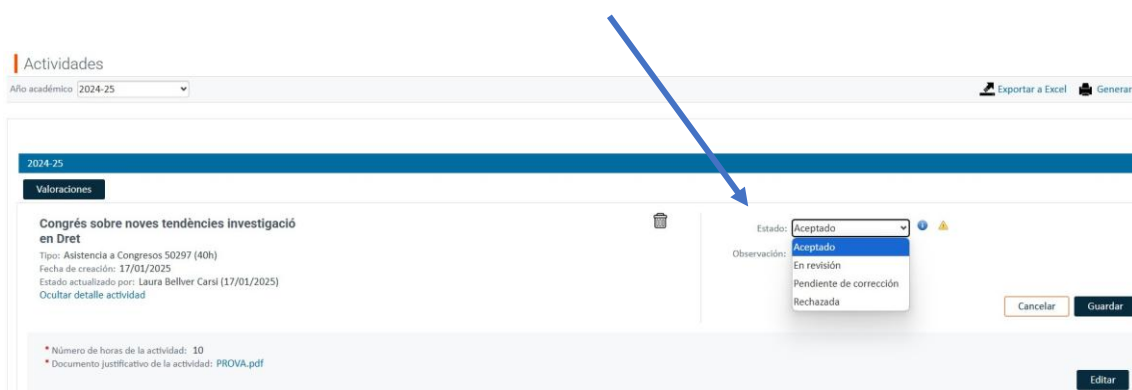 Actividades
Año académico 2024-25
Exportar a Excel Generar
2024-25
Valoraciones
Congrés sobre noves tendències investigació
en Dret
Tipo: Asistencia a Congresos 50297 (40h)
Fecha de creación: 17/01/2025
Estado actualizado por: Laura Bellver Carsi (17/01/2025)
Ocultar detalle actividad
Estado: Aceptado
Observación:
Aceptado
En revisión
Pendiente de corrección
Rechazada
Cancelar Guardar
* Número de horas de la actividad: 10
* Documento justificativo de la actividad: PROVA.pdf
Editar